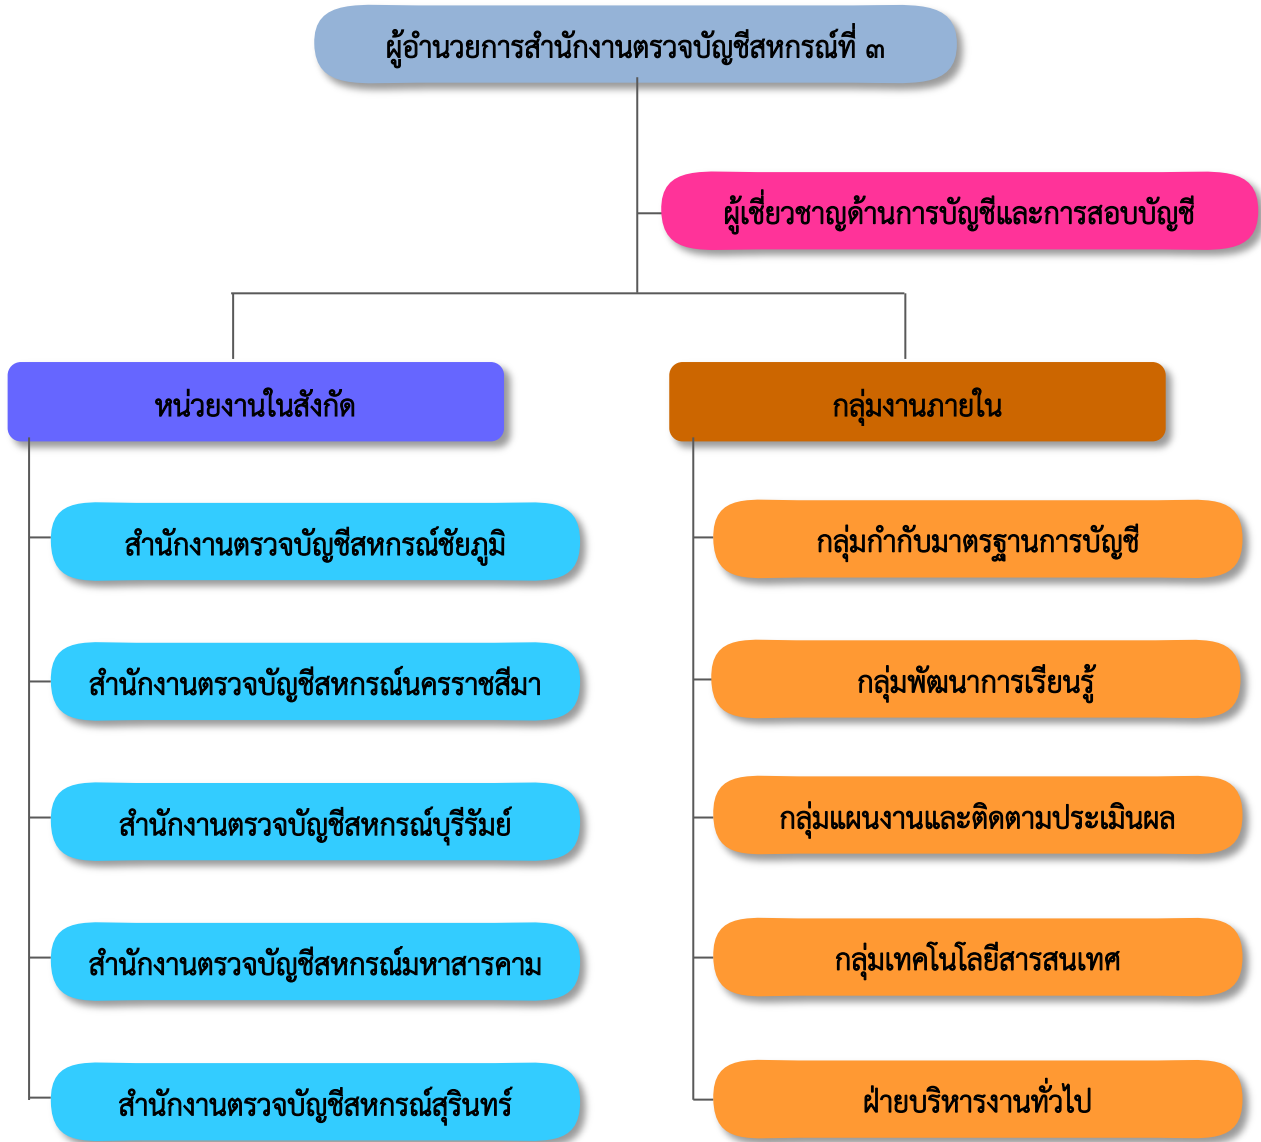 ผู้อำนวยการสำนักงานตรวจบัญชีสหกรณ์ที่ ๓
ผู้เชี่ยวชาญด้านการบัญชีและการสอบบัญชี
หน่วยงานในสังกัด
สำนักงานตรวจบัญชีสหกรณ์ชัยภูมิ
สำนักงานตรวจบัญชีสหกรณ์นครราชสีมา
สำนักงานตรวจบัญชีสหกรณ์บุรีรัมย์
สำนักงานตรวจบัญชีสหกรณ์มหาสารคาม
สำนักงานตรวจบัญชีสหกรณ์สุรินทร์
กลุ่มงานภายใน
กลุ่มกำกับมาตรฐานการบัญชี
กลุ่มพัฒนาการเรียนรู้
กลุ่มแผนงานและติดตามประเมินผล
กลุ่มเทคโนโลยีสารสนเทศ
ฝ่ายบริหารงานทั่วไป